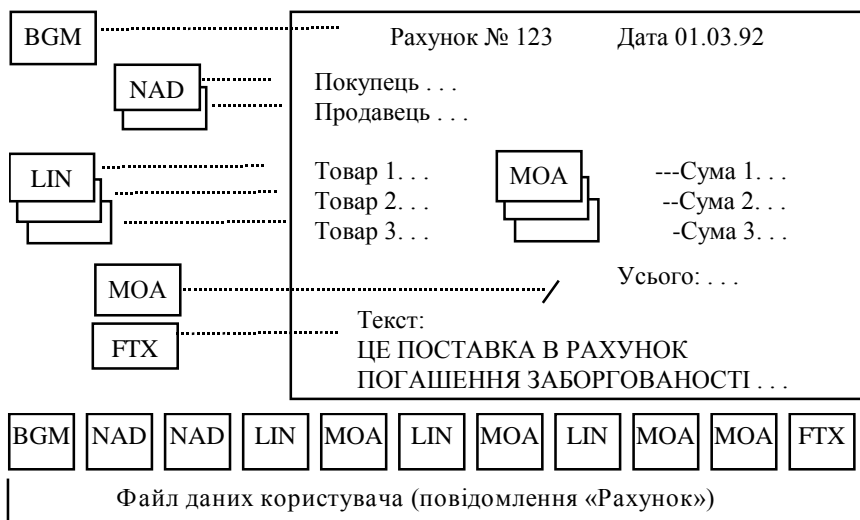 BGM Рахунок № 123 Дата 01.03.92
NAD Покупець . . .
Продавець . . .
LIN Товар 1. . . MOA ---Сума 1. . .
Товар 2. . . --Сума 2. . .
Товар 3. . . -Сума 3. . .
MOA Усього: . . .
FTX Текст:
ЦЕ ПОСТАВКА В РАХУНОК
ПОГАШЕННЯ ЗАБОРГОВАНОСТІ . . .
BGM NAD NAD LIN MOA LIN MOA LIN MOA MOA FTX
Файл даних користувача (повідомлення «Рахунок»)